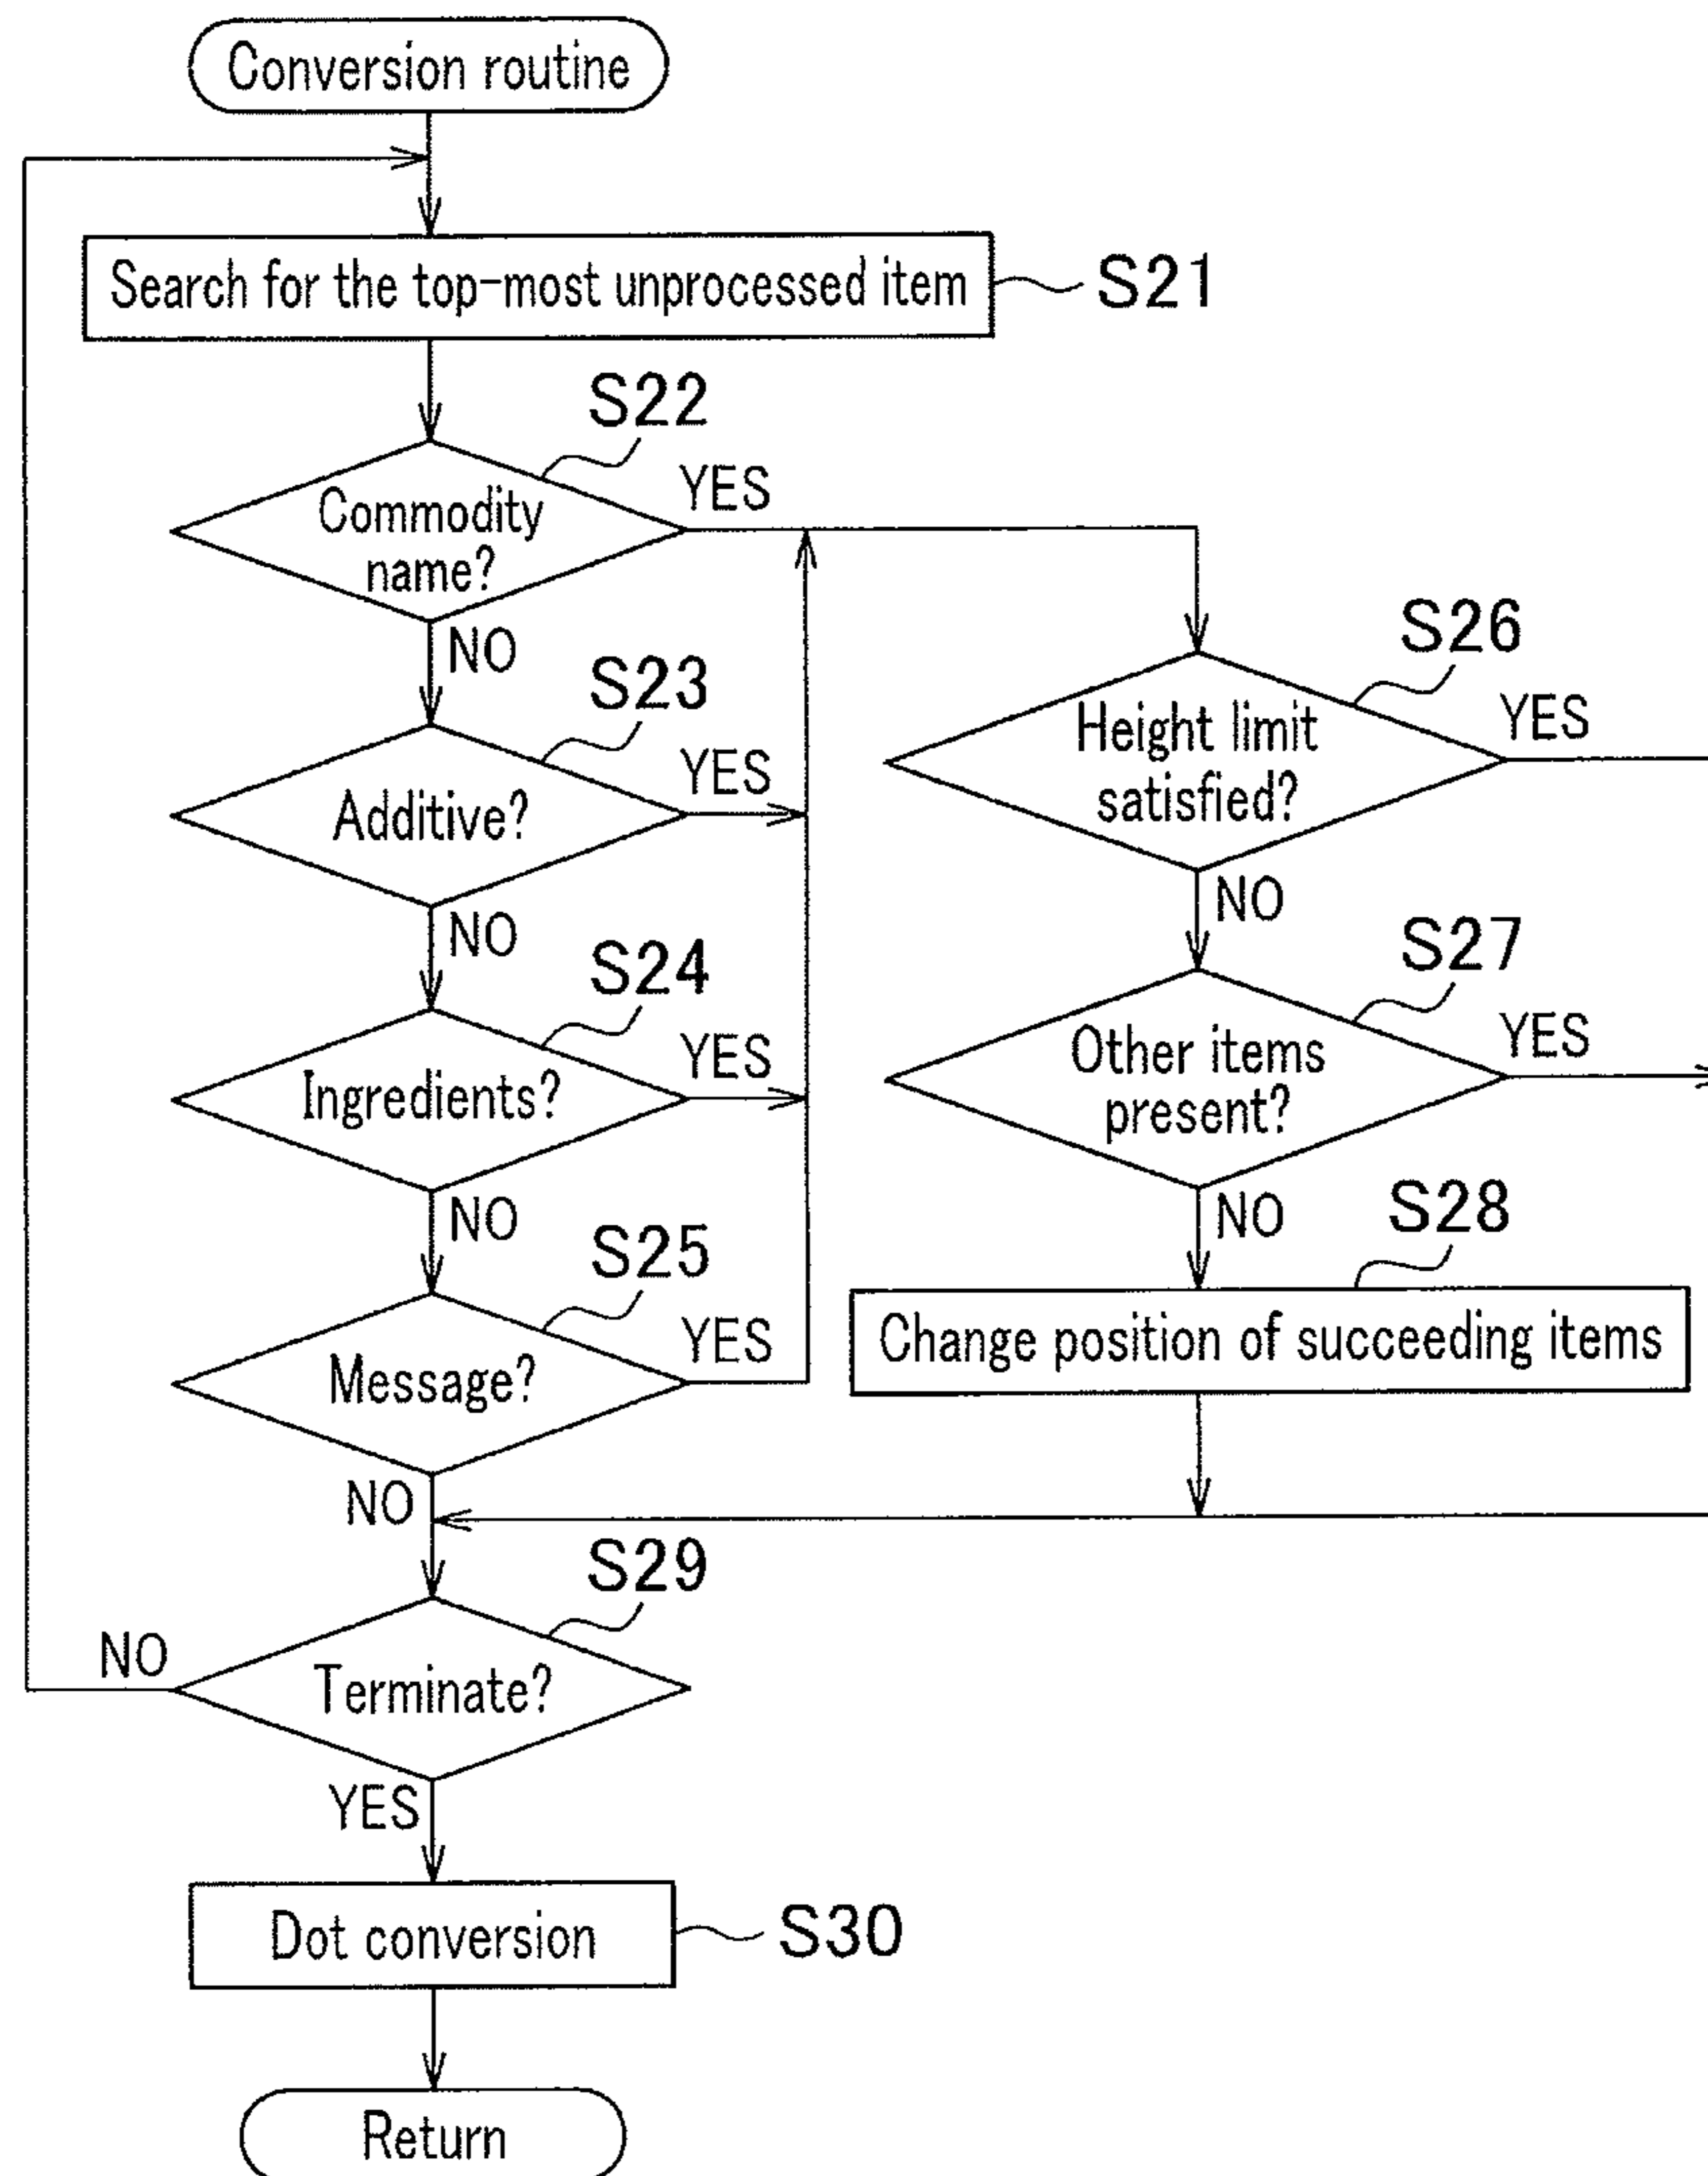 Conversion routine
Search for the top-most unprocessed item
S21
S22
Commodity
name?
YES
NO
S23
Additive?
YES
NO
S24
Ingredients?
YES
NO
S25
Message?
YES
NO
S26
Height limit
satisfied?
YES
NO
S27
Other items
present?
YES
NO
S28
Change position of succeeding items
S29
Terminate?
NO
YES
Dot conversion
S30
Return